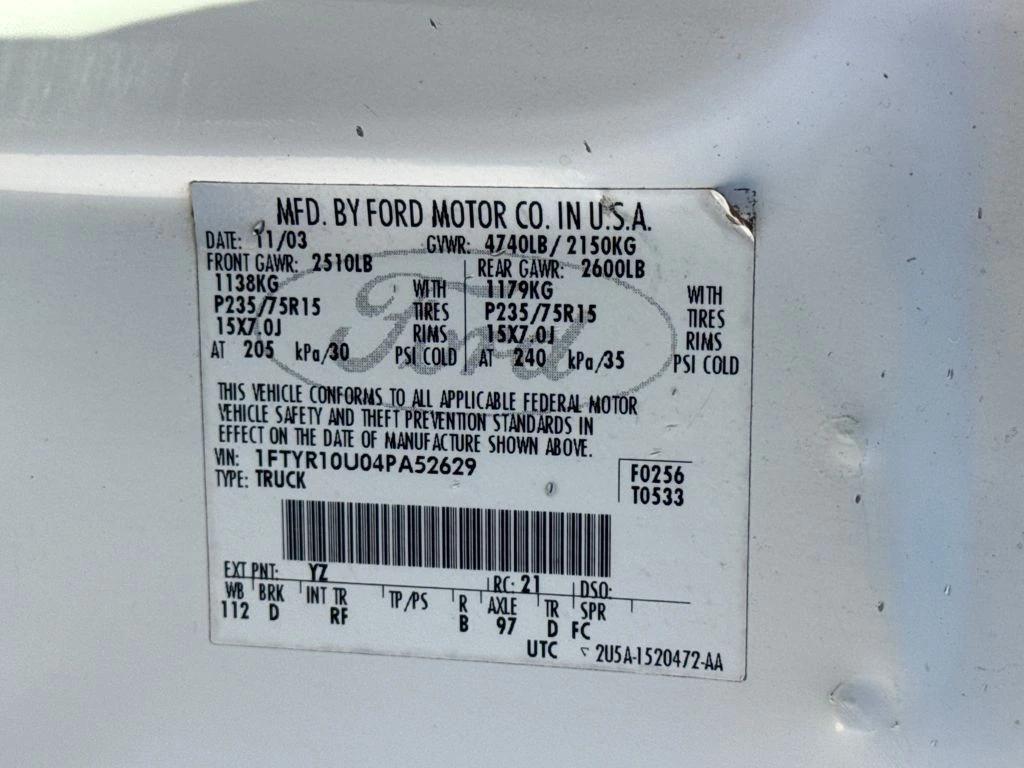 MFD. BY FORD MOTOR CO. IN U.S.A.
DATE: 11/03 GVWR: 4740LB/ 2150KG
FRONT GAWR: 2510LB REAR GAWR: 2600LB
1138KG WITH 1179KG WITH
P235/75R15 TIRES P235/75R15 TIRES
15X7.0J RIMS 15X7.0J RIMS
AT 205 kPa/30 PSI COLD AT 240 kPa/35 PSI COLD
Ford
THIS VEHICLE CONFORMS TO ALL APPLICABLE FEDERAL MOTOR
VEHICLE SAFETY AND THEFT PREVENTION STANDARDS IN
EFFECT ON THE DATE OF MANUFACTURE SHOWN ABOVE.
VIN: 1FTYR10U04PA52629 F0256
TYPE: TRUCK T0533
EXT PNT: YZ RC: 21 DSO:
WB BRK INT TR TP/PS R AXLE TR SPR
112 D RF B 97 D FC
UTC 2U5A-1520472-AA